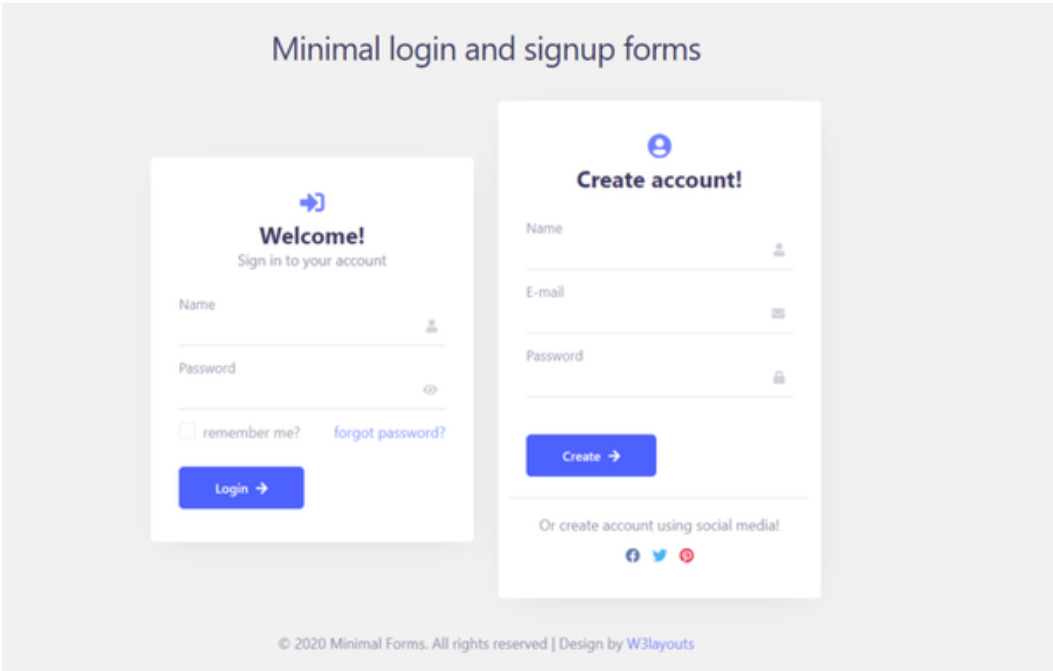 Minimal login and signup forms
Welcome!
Sign in to your account
Name
Password
remember me? forgot password?
Login
Create account!
Name
E-mail
Password
Create
Or create account using social media!
© 2020 Minimal Forms. All rights reserved | Design by W3layouts